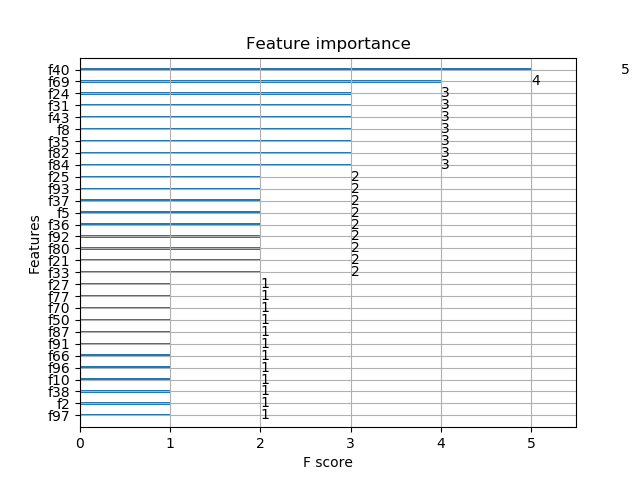 Feature importance
f40 5
f69 4
f24 3
f31 3
f43 3
f8 3
f35 3
f82 3
f84 3
f25 2
f93 2
f37 2
f5 2
f36 2
f92 2
f80 2
f21 2
f33 2
f27 1
f77 1
f70 1
f50 1
f87 1
f91 1
f66 1
f96 1
f10 1
f38 1
f2 1
f97 1
Features
0 1 2 3 4 5
F score